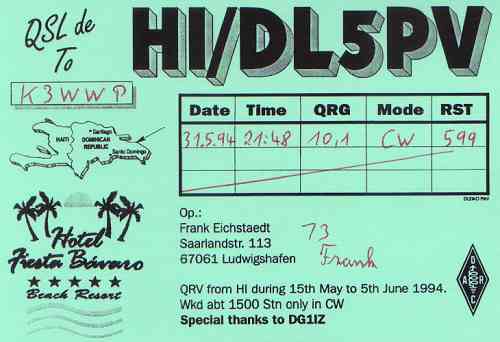 QSL de
To
HI/DL5PV
K3WWP
HAITI
DOMINICAN REPUBLIC
Santiago
Santo Domingo
Date Time QRG Mode RST
31.5.94 21:48 10,1 CW 599
Hotel
Fiesta Bávaro
★★★★★
Beach Resort
Op.:
Frank Eichstaedt
Saarlandstr. 113
67061 Ludwigshafen
73
Frank
QRV from HI during 15th May to 5th June 1994.
Wkd abt 1500 Stn only in CW
Special thanks to DG1IZ
D
A R
C